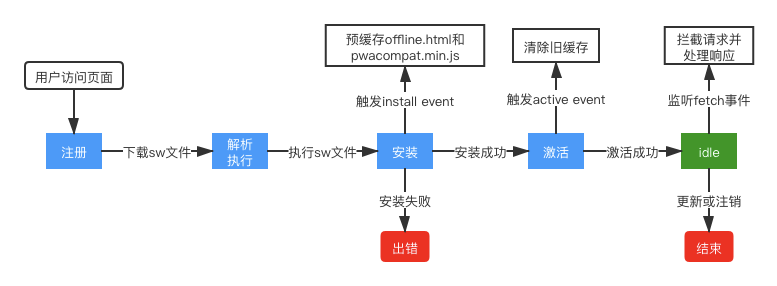 预缓存offline.html和
pwacompat.min.js
清除旧缓存
拦截请求并
处理响应
用户访问页面
触发install event
触发active event
监听fetch事件
注册
下载sw文件
解析
执行
执行sw文件
安装
安装成功
激活
激活成功
idle
安装失败
更新或注销
出错
结束